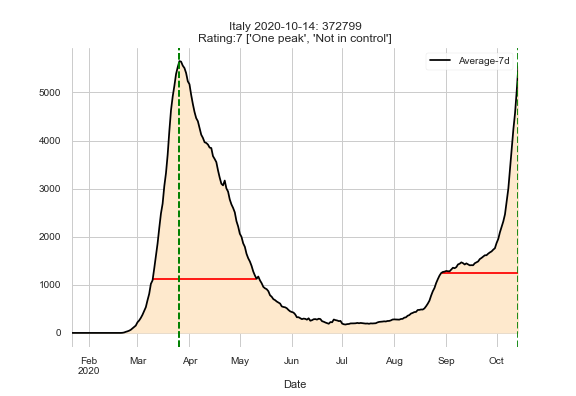 Italy 2020-10-14: 372799
Rating:7 ['One peak', 'Not in control']
Average-7d
5000
4000
3000
2000
1000
0
Feb Mar Apr May Jun Jul Aug Sep Oct
2020
Date